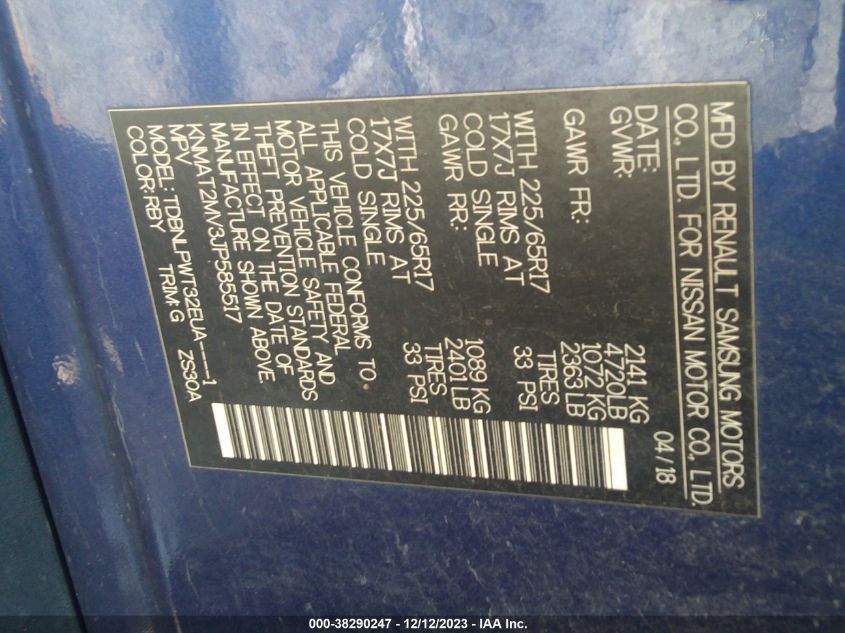 MFD BY RENAULT SAMSUNG MOTORS
CO., LTD. FOR NISSAN MOTOR CO., LTD.
DATE: 04/18
GVWR: 2141 KG
4720LB
GAWR FR: 1072 KG
2363 LB
WITH 225/65R17 TIRES
17X7J RIMS AT 33 PSI
COLD SINGLE
GAWR RR: 1089 KG
2401 LB
WITH 225/65R17 TIRES
17X7J RIMS AT 33 PSI
COLD SINGLE
THIS VEHICLE CONFORMS TO
ALL APPLICABLE FEDERAL
MOTOR VEHICLE SAFETY AND
THEFT PREVENTION STANDARDS
IN EFFECT ON THE DATE OF
MANUFACTURE SHOWN ABOVE
KNMAT2MV3JP585517
MPV
MODEL: TDBNLPWT32EUA----1
COLOR:RBY TRIM:G ZS30A
000-38290247 - 12/12/2023 - IAA Inc.